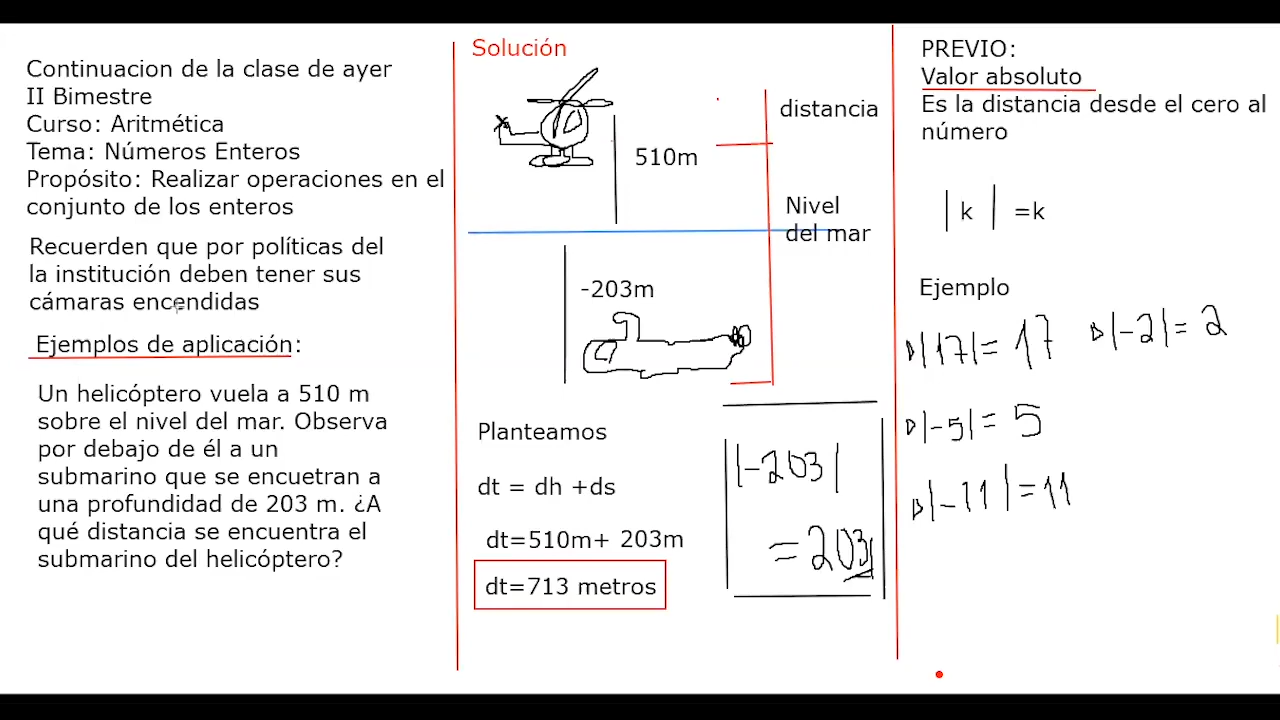 Continuacion de la clase de ayer
II Bimestre
Curso: Aritmética
Tema: Números Enteros
Propósito: Realizar operaciones en el
conjunto de los enteros
Recuerden que por políticas del
la institución deben tener sus
cámaras encendidas
Ejemplos de aplicación:
Un helicóptero vuela a 510 m
sobre el nivel del mar. Observa
por debajo de él a un
submarino que se encuetran a
una profundidad de 203 m. ¿A
qué distancia se encuentra el
submarino del helicóptero?
Solución
distancia
510m
Nivel
del mar
-203m
Planteamos
dt = dh +ds
dt=510m+ 203m
dt=713 metros
|-203|
= 203
PREVIO:
Valor absoluto
Es la distancia desde el cero al
número
| k | =k
Ejemplo
|17|= 17
|-2|= 2
|-5|= 5
|-11|=11